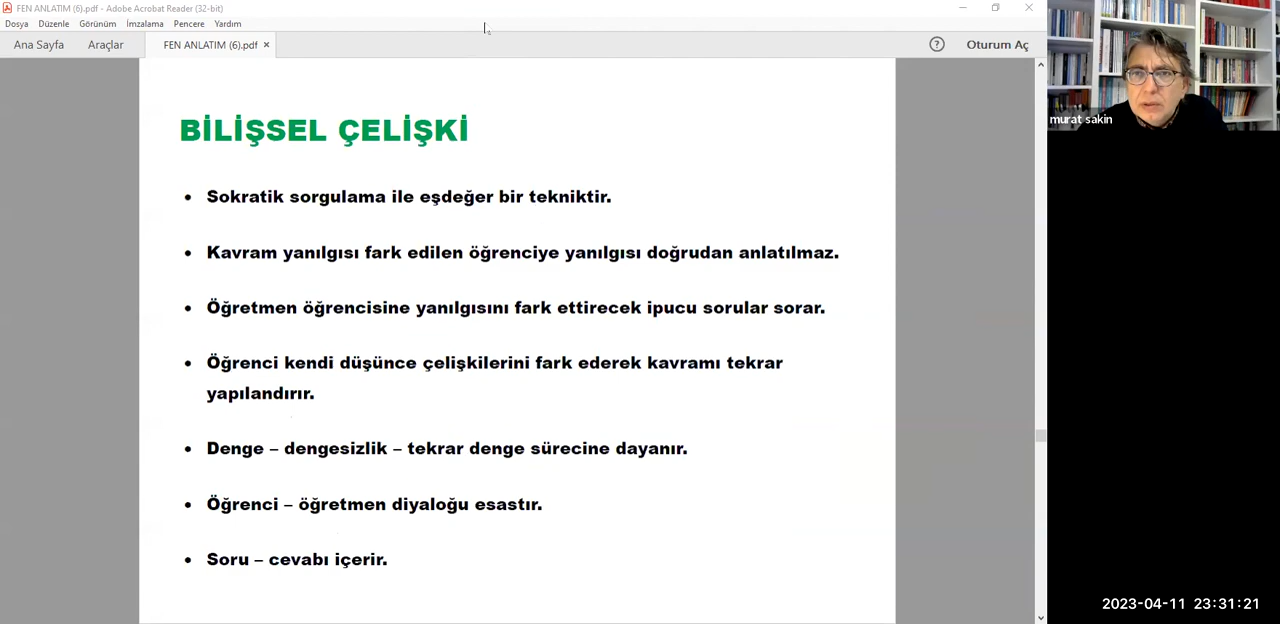 FEN ANLATIM (6).pdf - Adobe Acrobat Reader (32-bit)
Dosya Düzenle Görünüm İmzalama Pencere Yardım
Ana Sayfa Araçlar FEN ANLATIM (6).pdf × ? Oturum Aç
murat sakin
BİLİŞSEL ÇELİŞKİ
• Sokratik sorgulama ile eşdeğer bir tekniktir.
• Kavram yanılgısı fark edilen öğrenciye yanılgısı doğrudan anlatılmaz.
• Öğretmen öğrencisine yanılgısını fark ettirecek ipucu sorular sorar.
• Öğrenci kendi düşünce çelişkilerini fark ederek kavramı tekrar
yapılandırır.
• Denge – dengesizlik – tekrar denge sürecine dayanır.
• Öğrenci – öğretmen diyaloğu esastır.
• Soru – cevabı içerir.
2023-04-11 23:31:21